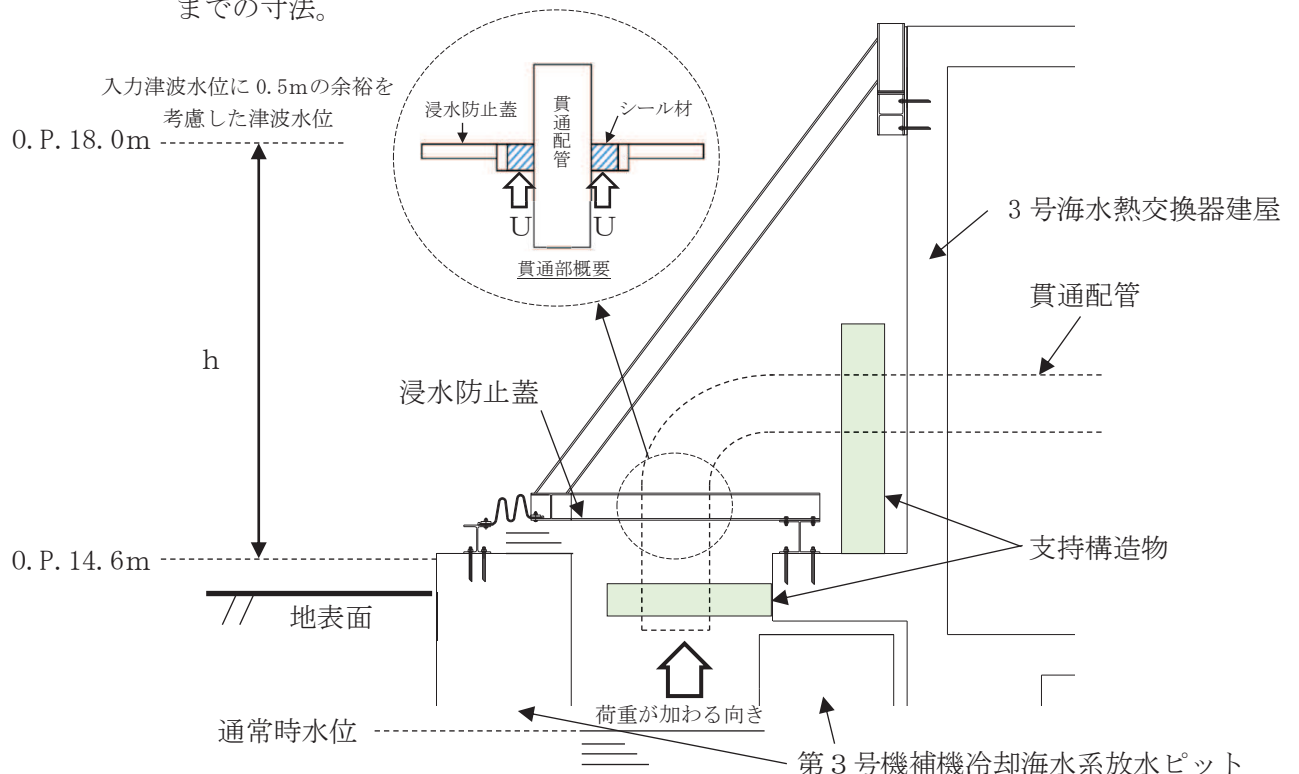 までの寸法。
入力津波水位に 0.5mの余裕を
考慮した津波水位
O.P.18.0m
浸水防止蓋
貫通配管
シール材
U
U
貫通部概要
3号海水熱交換器建屋
貫通配管
h
浸水防止蓋
O.P.14.6m
支持構造物
地表面
荷重が加わる向き
通常時水位
第3号機補機冷却海水系放水ピット